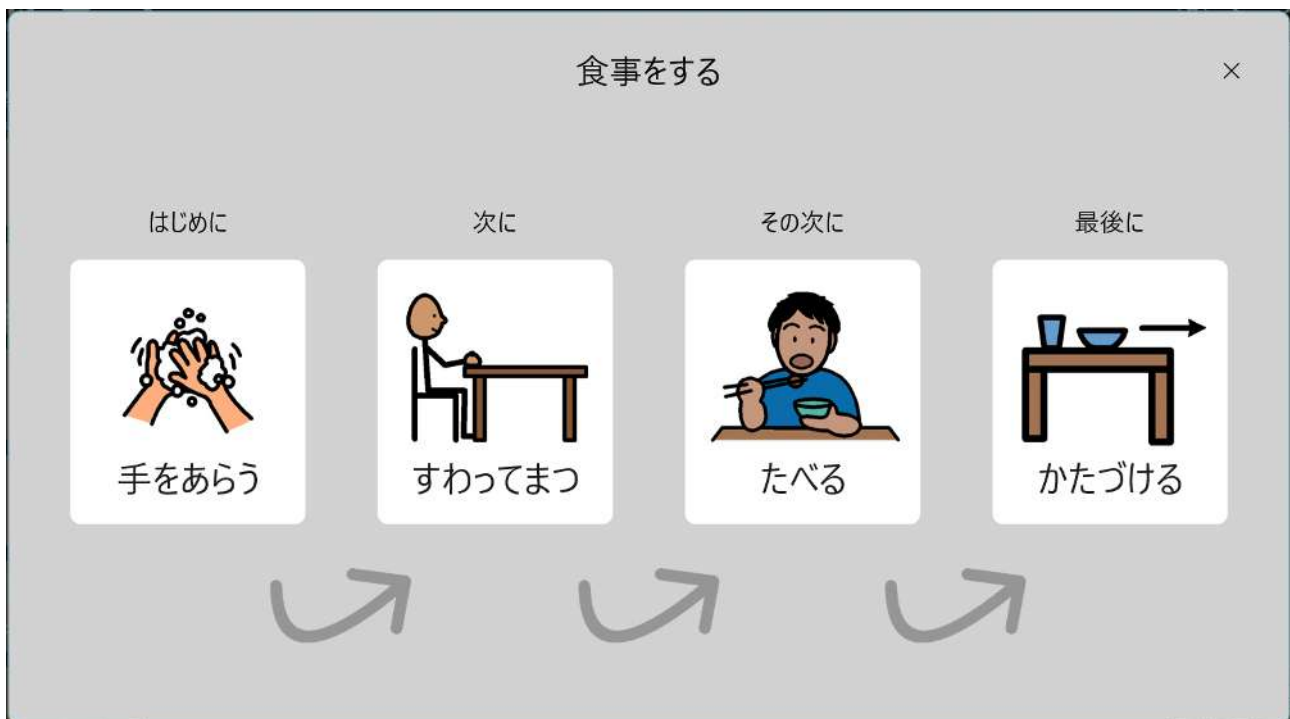 食事をする
×
はじめに
次に
その次に
最後に
手をあらう
すわってまつ
たべる
かたづける